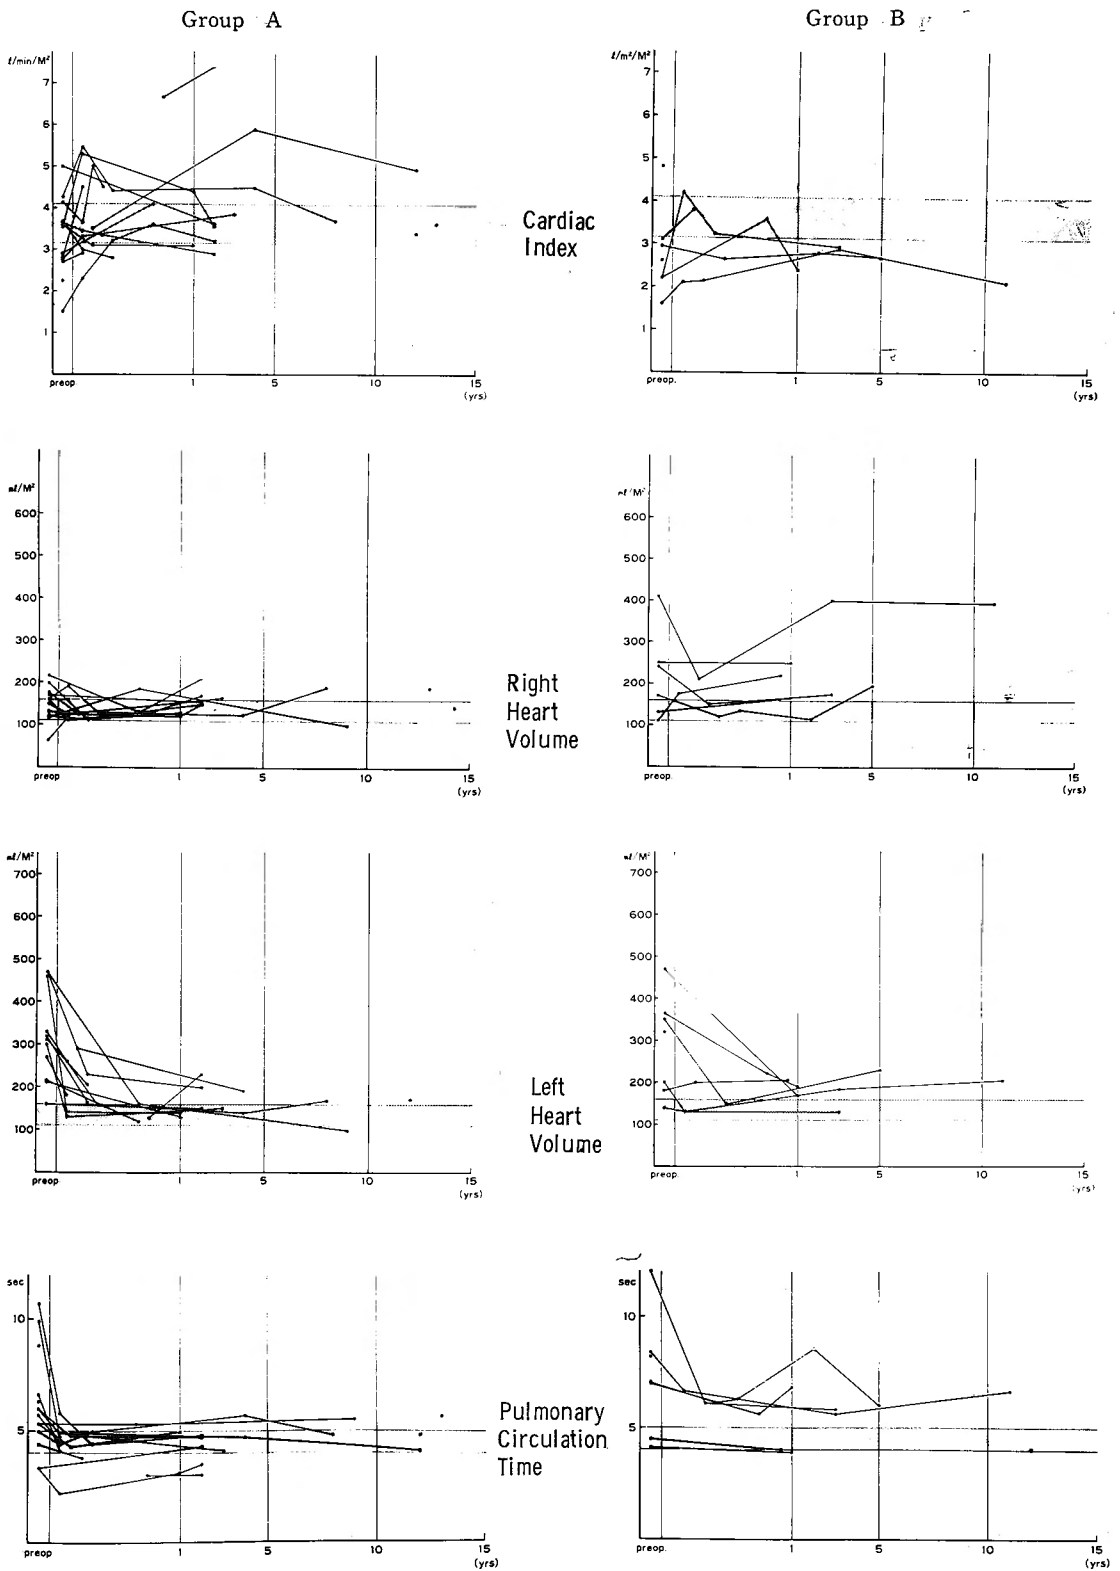 Group A
Group B
ℓ/min/M²
7
6
5
4
3
2
1
preop
1
5
10
15
(yrs)
Cardiac
Index
ℓ/m²/M²
7
6
5
4
3
2
1
preop.
1
5
10
15
(yrs)
mℓ/M²
600
500
400
300
200
100
preop
1
5
10
15
(yrs)
Right
Heart
Volume
mℓ/M²
600
500
400
300
200
100
preop.
1
5
10
15
(yrs)
mℓ/M²
700
600
500
400
300
200
100
preop.
1
5
10
15
(yrs)
Left
Heart
Volume
mℓ/M²
700
600
500
400
300
200
100
preop.
1
5
10
15
(yrs)
sec
10
5
preop
1
5
10
15
(yrs)
Pulmonary
Circulation
Time
sec
10
5
preop.
1
5
10
15
(yrs)